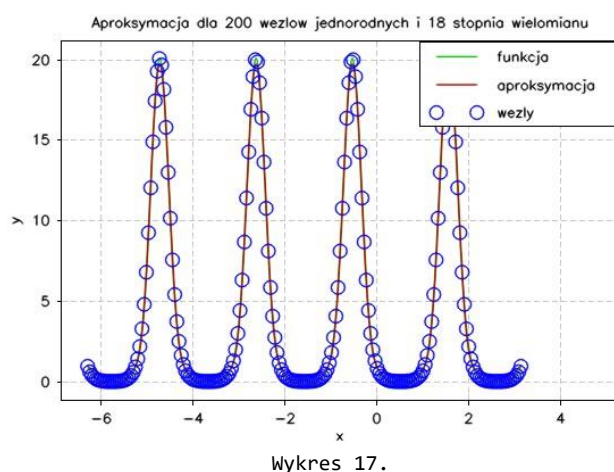 Aproksymacja dla 200 wezlow jednorodnych i 18 stopnia wielomianu
funkcja
aproksymacja
wezly
20
15
10
5
0
y
−6 −4 −2 0 2 4
x
Wykres 17.